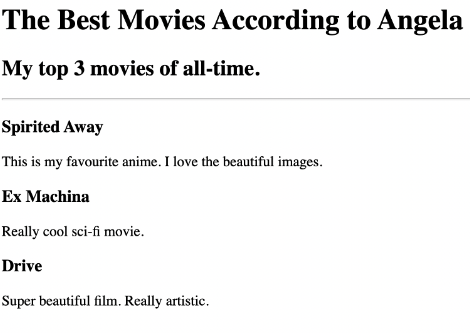 The Best Movies According to Angela
My top 3 movies of all-time.
Spirited Away
This is my favourite anime. I love the beautiful images.
Ex Machina
Really cool sci-fi movie.
Drive
Super beautiful film. Really artistic.